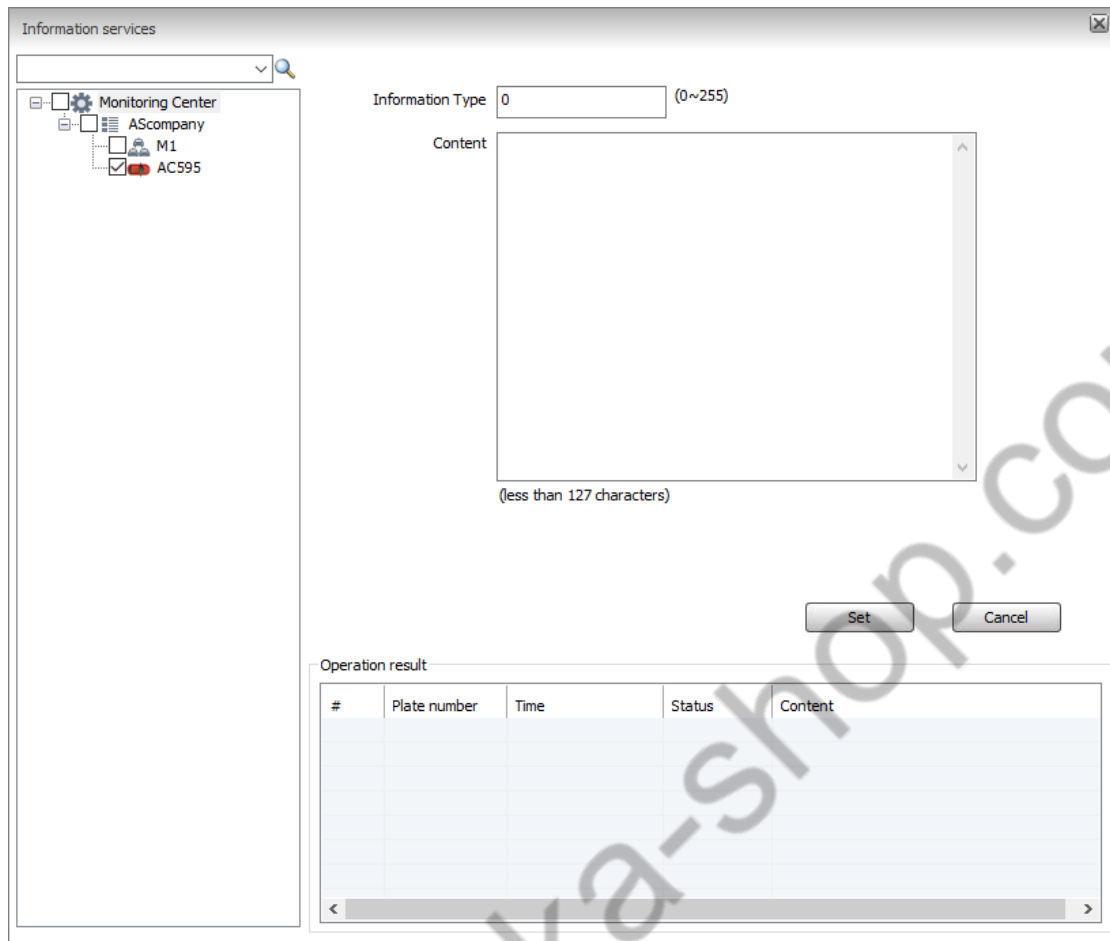 Information services
Monitoring Center
AScompany
M1
AC595
Information Type 0 (0~255)
Content
(less than 127 characters)
Set Cancel
Operation result
# Plate number Time Status Content
ka-shop.co